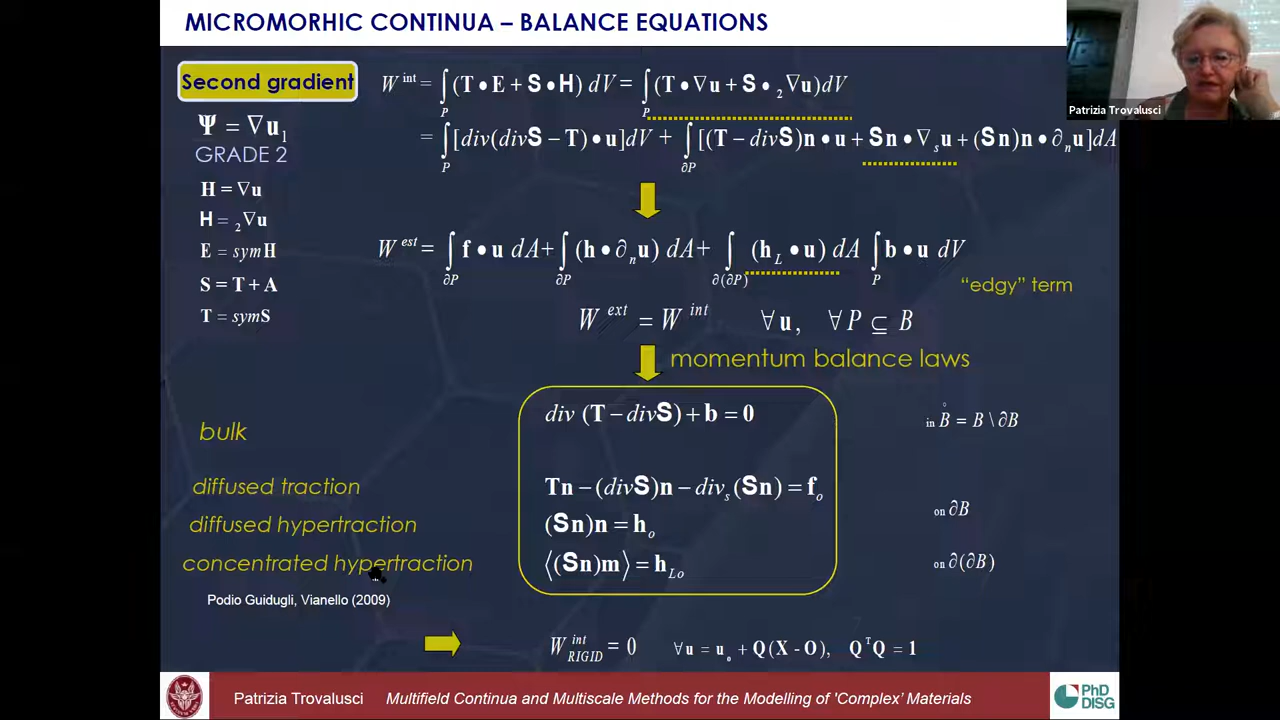 MICROMORHIC CONTINUA – BALANCE EQUATIONS
Patrizia Trovalusci
Second gradient
W^int = ∫_P (T • E + S • H) dV = ∫_P (T • ∇u + S • ₂∇u)dV
= ∫_P [div(divS − T) • u]dV + ∫_∂P [(T − divS)n • u + Sn • ∇_s u + (Sn)n • ∂_n u]dA
Ψ = ∇u₁
GRADE 2
H = ∇u
H = ₂∇u
E = symH
S = T + A
T = symS
W^est = ∫_∂P f • u dA + ∫_∂P (h • ∂_n u) dA + ∫_∂(∂P) (h_L • u) dA ∫_P b • u dV
“edgy” term
W^ext = W^int ∀ u, ∀ P ⊆ B
momentum balance laws
bulk
div (T − divS) + b = 0
in B̊ = B \ ∂B
diffused traction
Tn − (divS)n − div_s (Sn) = f_o
on ∂B
diffused hypertraction
(Sn)n = h_o
concentrated hypertraction
⟨(Sn)m⟩ = h_Lo
on ∂(∂B)
Podio Guidugli, Vianello (2009)
W^int_RIGID = 0 ∀ u = u_o + Q(X - O), Q^T Q = 1
Patrizia Trovalusci Multifield Continua and Multiscale Methods for the Modelling of 'Complex’ Materials
PhD
DISG